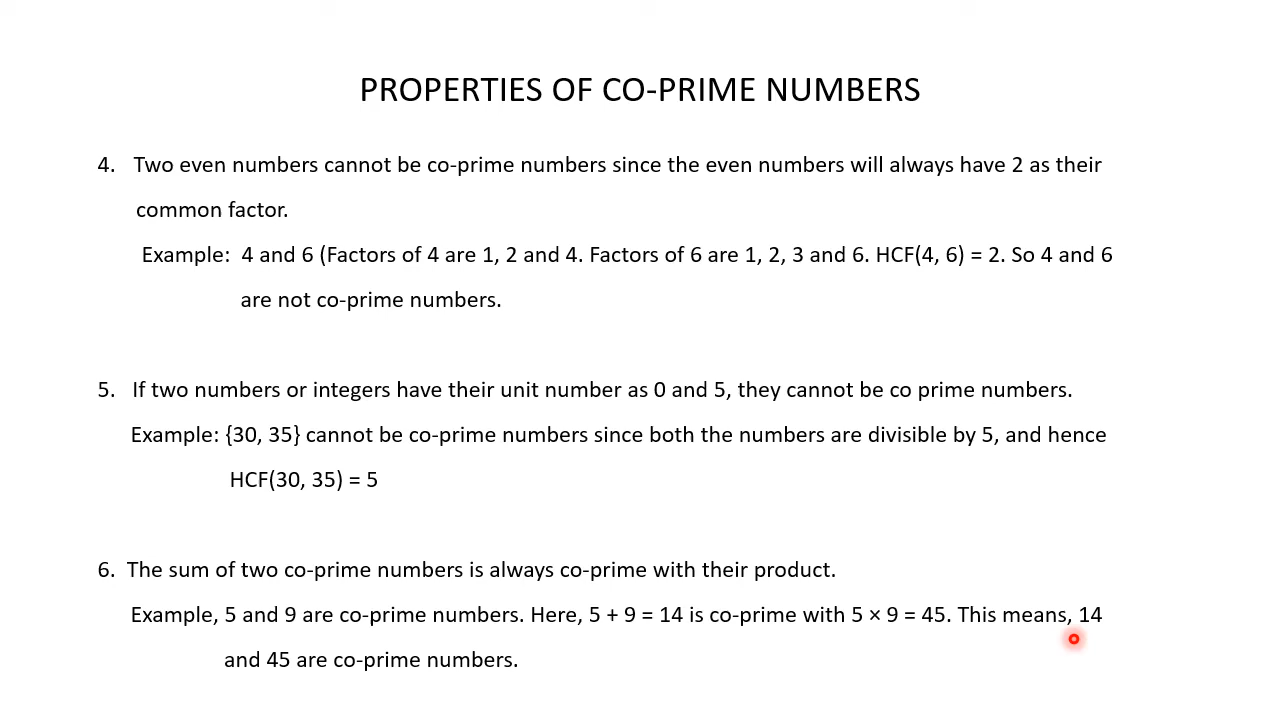 PROPERTIES OF CO-PRIME NUMBERS
4. Two even numbers cannot be co-prime numbers since the even numbers will always have 2 as their
common factor.
Example: 4 and 6 (Factors of 4 are 1, 2 and 4. Factors of 6 are 1, 2, 3 and 6. HCF(4, 6) = 2. So 4 and 6
are not co-prime numbers.
5. If two numbers or integers have their unit number as 0 and 5, they cannot be co prime numbers.
Example: {30, 35} cannot be co-prime numbers since both the numbers are divisible by 5, and hence
HCF(30, 35) = 5
6. The sum of two co-prime numbers is always co-prime with their product.
Example, 5 and 9 are co-prime numbers. Here, 5 + 9 = 14 is co-prime with 5 × 9 = 45. This means, 14
and 45 are co-prime numbers.